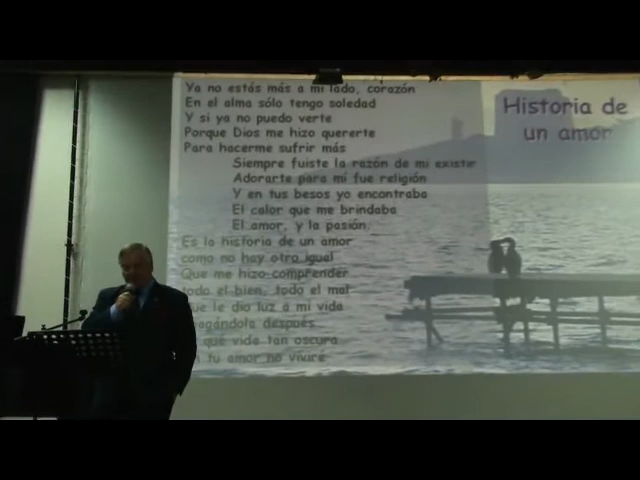 Historia de
un amor
Ya no estás más a mi lado, corazón
En el alma sólo tengo soledad
Y si ya no puedo verte
Porque Dios me hizo quererte
Para hacerme sufrir más
Siempre fuiste la razón de mi existir
Adorarte para mí fue religión
Y en tus besos yo encontraba
El calor que me brindaba
El amor, y la pasión.
Es la historia de un amor
como no hay otro igual
Que me hizo comprender
todo el bien, todo el mal
que le dio luz a mi vida
apagándola después
qué vida tan oscura
tu amor no viviré